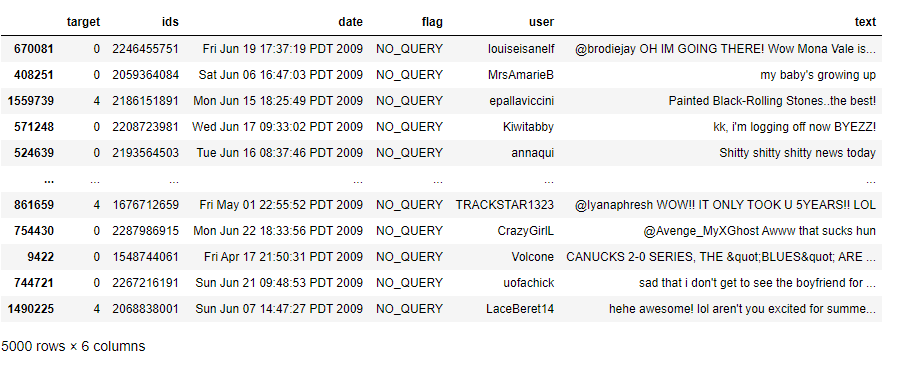 target ids date flag user text
670081 0 2246455751 Fri Jun 19 17:37:19 PDT 2009 NO_QUERY louiseisanelf @brodiejay OH IM GOING THERE! Wow Mona Vale is...
408251 0 2059364084 Sat Jun 06 16:47:03 PDT 2009 NO_QUERY MrsAmarieB my baby's growing up
1559739 4 2186151891 Mon Jun 15 18:25:49 PDT 2009 NO_QUERY epallaviccini Painted Black-Rolling Stones..the best!
571248 0 2208723981 Wed Jun 17 09:33:02 PDT 2009 NO_QUERY Kiwitabby kk, i'm logging off now BYEZZ!
524639 0 2193564503 Tue Jun 16 08:37:46 PDT 2009 NO_QUERY annaqui Shitty shitty shitty news today
... ... ... ... ... ... ...
861659 4 1676712659 Fri May 01 22:55:52 PDT 2009 NO_QUERY TRACKSTAR1323 @Iyanaphresh WOW!! IT ONLY TOOK U 5YEARS!! LOL
754430 0 2287986915 Mon Jun 22 18:33:56 PDT 2009 NO_QUERY CrazyGirlL @Avenge_MyXGhost Awww that sucks hun
9422 0 1548744061 Fri Apr 17 21:50:31 PDT 2009 NO_QUERY Volcone CANUCKS 2-0 SERIES, THE &quot;BLUES&quot; ARE ...
744721 0 2267216191 Sun Jun 21 09:48:53 PDT 2009 NO_QUERY uofachick sad that i don't get to see the boyfriend for ...
1490225 4 2068838001 Sun Jun 07 14:47:27 PDT 2009 NO_QUERY LaceBeret14 hehe awesome! lol aren't you excited for summe...
5000 rows × 6 columns